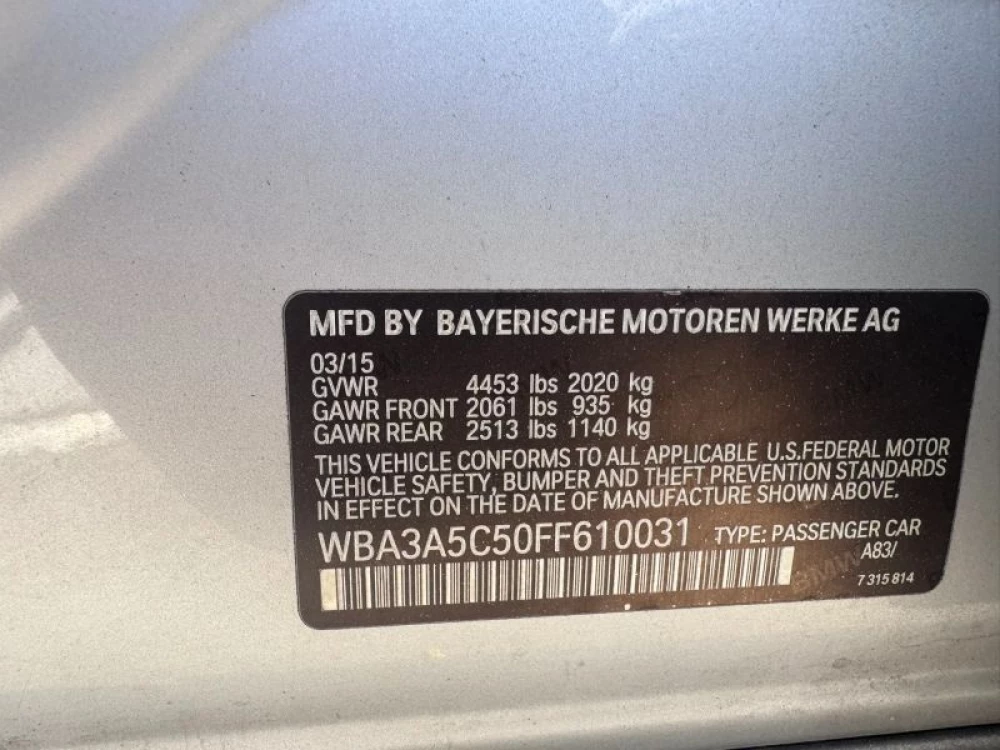 MFD BY BAYERISCHE MOTOREN WERKE AG
03/15
GVWR 4453 lbs 2020 kg
GAWR FRONT 2061 lbs 935 kg
GAWR REAR 2513 lbs 1140 kg
THIS VEHICLE CONFORMS TO ALL APPLICABLE U.S.FEDERAL MOTOR
VEHICLE SAFETY, BUMPER AND THEFT PREVENTION STANDARDS
IN EFFECT ON THE DATE OF MANUFACTURE SHOWN ABOVE.
WBA3A5C50FF610031 TYPE: PASSENGER CAR
A83/
BMW
7 315 814